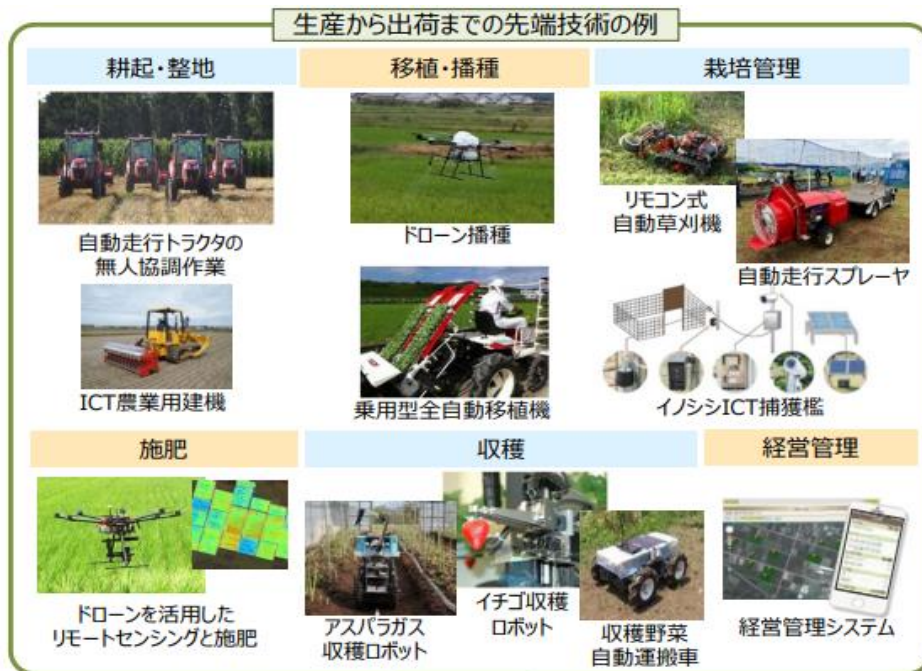 生産から出荷までの先端技術の例
耕起・整地
自動走行トラクタの
無人協調作業
ICT農業用建機
移植・播種
ドローン播種
乗用型全自動移植機
栽培管理
リモコン式
自動草刈機
自動走行スプレーヤ
イノシシICT捕獲檻
施肥
ドローンを活用した
リモートセンシングと施肥
収穫
アスパラガス
収穫ロボット
イチゴ収穫
ロボット
収穫野菜
自動運搬車
経営管理
経営管理システム